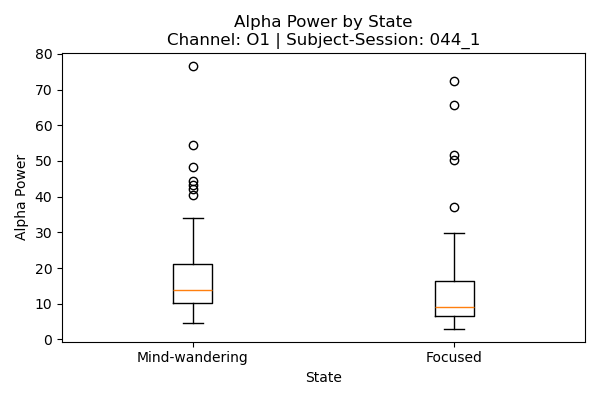 Alpha Power by State
Channel: O1 | Subject-Session: 044_1
80
70
60
50
40
30
20
10
0
Alpha Power
Mind-wandering
Focused
State